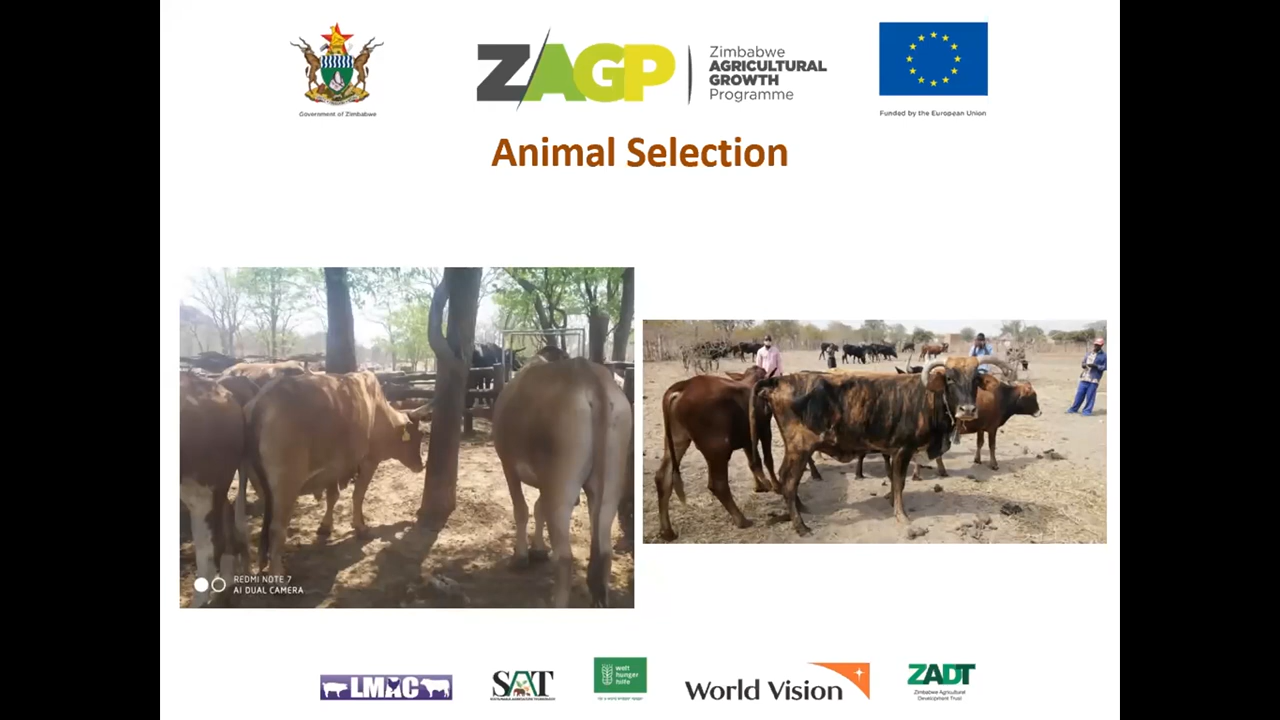 Government of Zimbabwe
ZAGP
Zimbabwe
AGRICULTURAL
GROWTH
Programme
Funded by the European Union
Animal Selection
REDMI NOTE 7
AI DUAL CAMERA
LMAC
SAT
welt
hunger
hilfe
World Vision
ZADT
Zimbabwe Agricultural
Development Trust